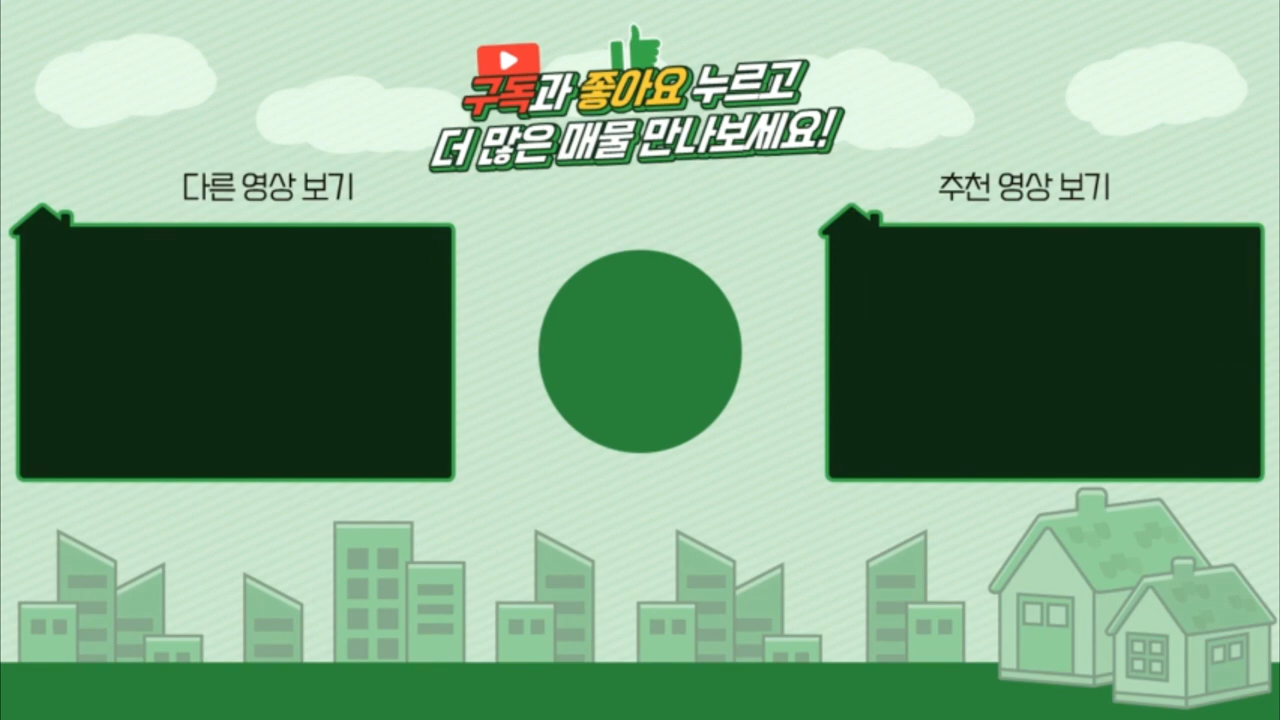 구독과 좋아요 누르고
더 많은 매물 만나보세요!
다른 영상 보기
추천 영상 보기